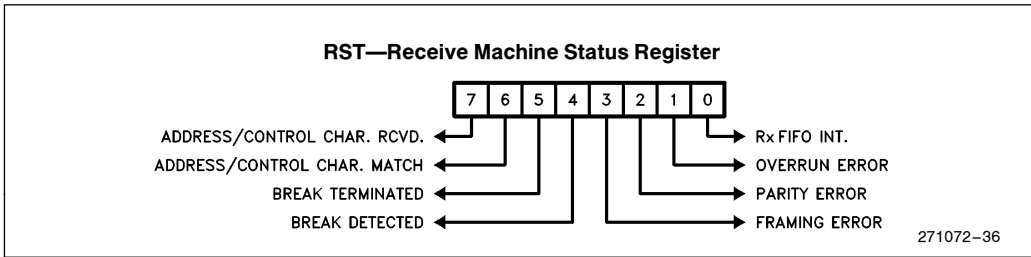 RST—Receive Machine Status Register
7 6 5 4 3 2 1 0
ADDRESS/CONTROL CHAR. RCVD.
ADDRESS/CONTROL CHAR. MATCH
BREAK TERMINATED
BREAK DETECTED
Rx FIFO INT.
OVERRUN ERROR
PARITY ERROR
FRAMING ERROR
271072–36